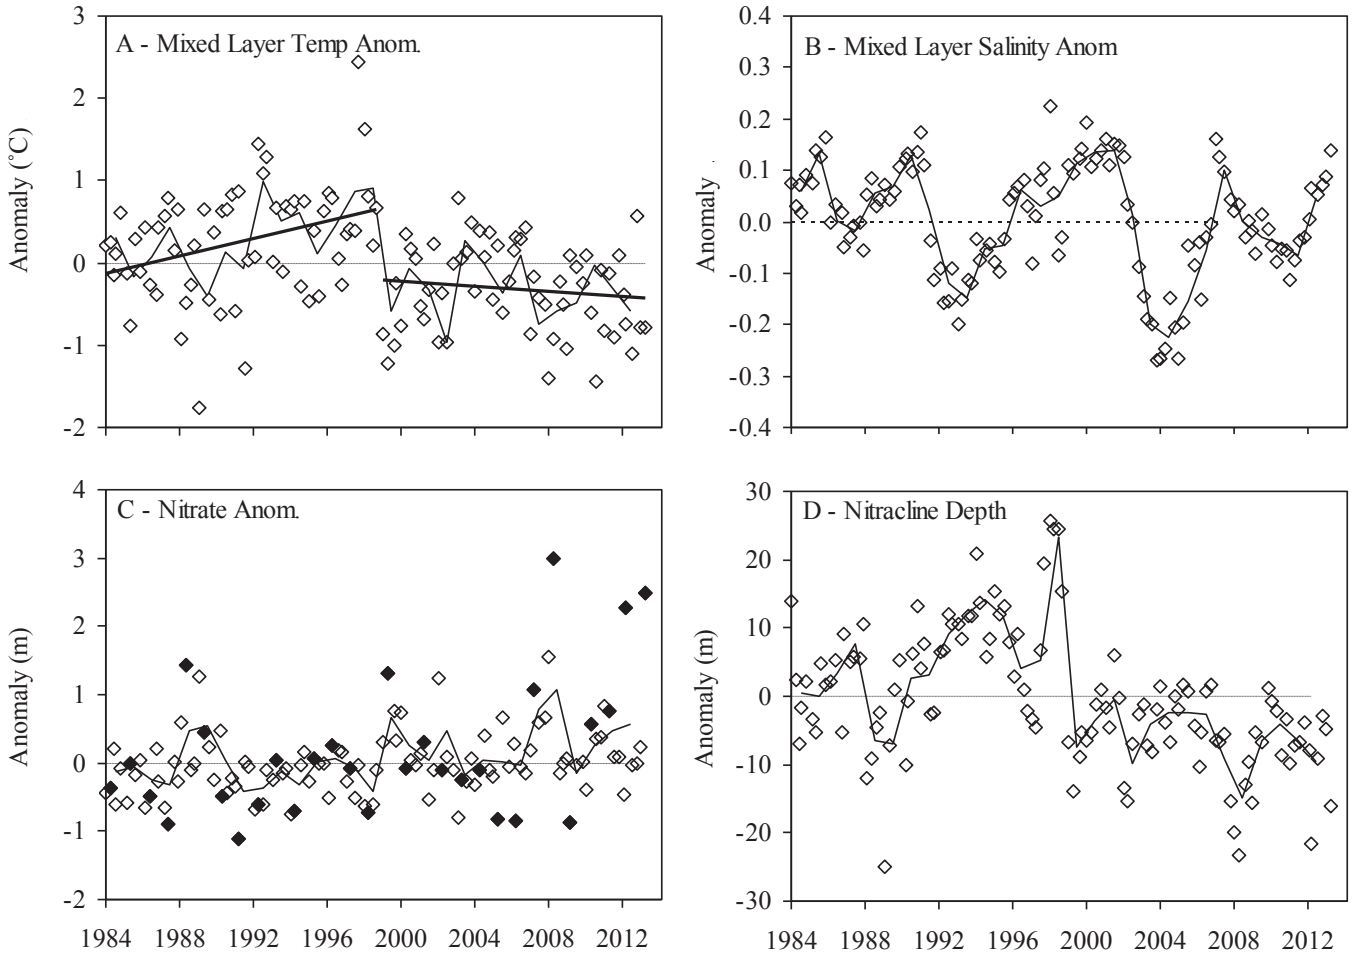 A - Mixed Layer Temp Anom.
Anomaly (˚C)
3
2
1
0
-1
-2
B - Mixed Layer Salinity Anom
Anomaly
0.4
0.3
0.2
0.1
0.0
-0.1
-0.2
-0.3
-0.4
C - Nitrate Anom.
Anomaly (m)
4
3
2
1
0
-1
-2
1984 1988 1992 1996 2000 2004 2008 2012
D - Nitracline Depth
Anomaly (m)
30
20
10
0
-10
-20
-30
1984 1988 1992 1996 2000 2004 2008 2012